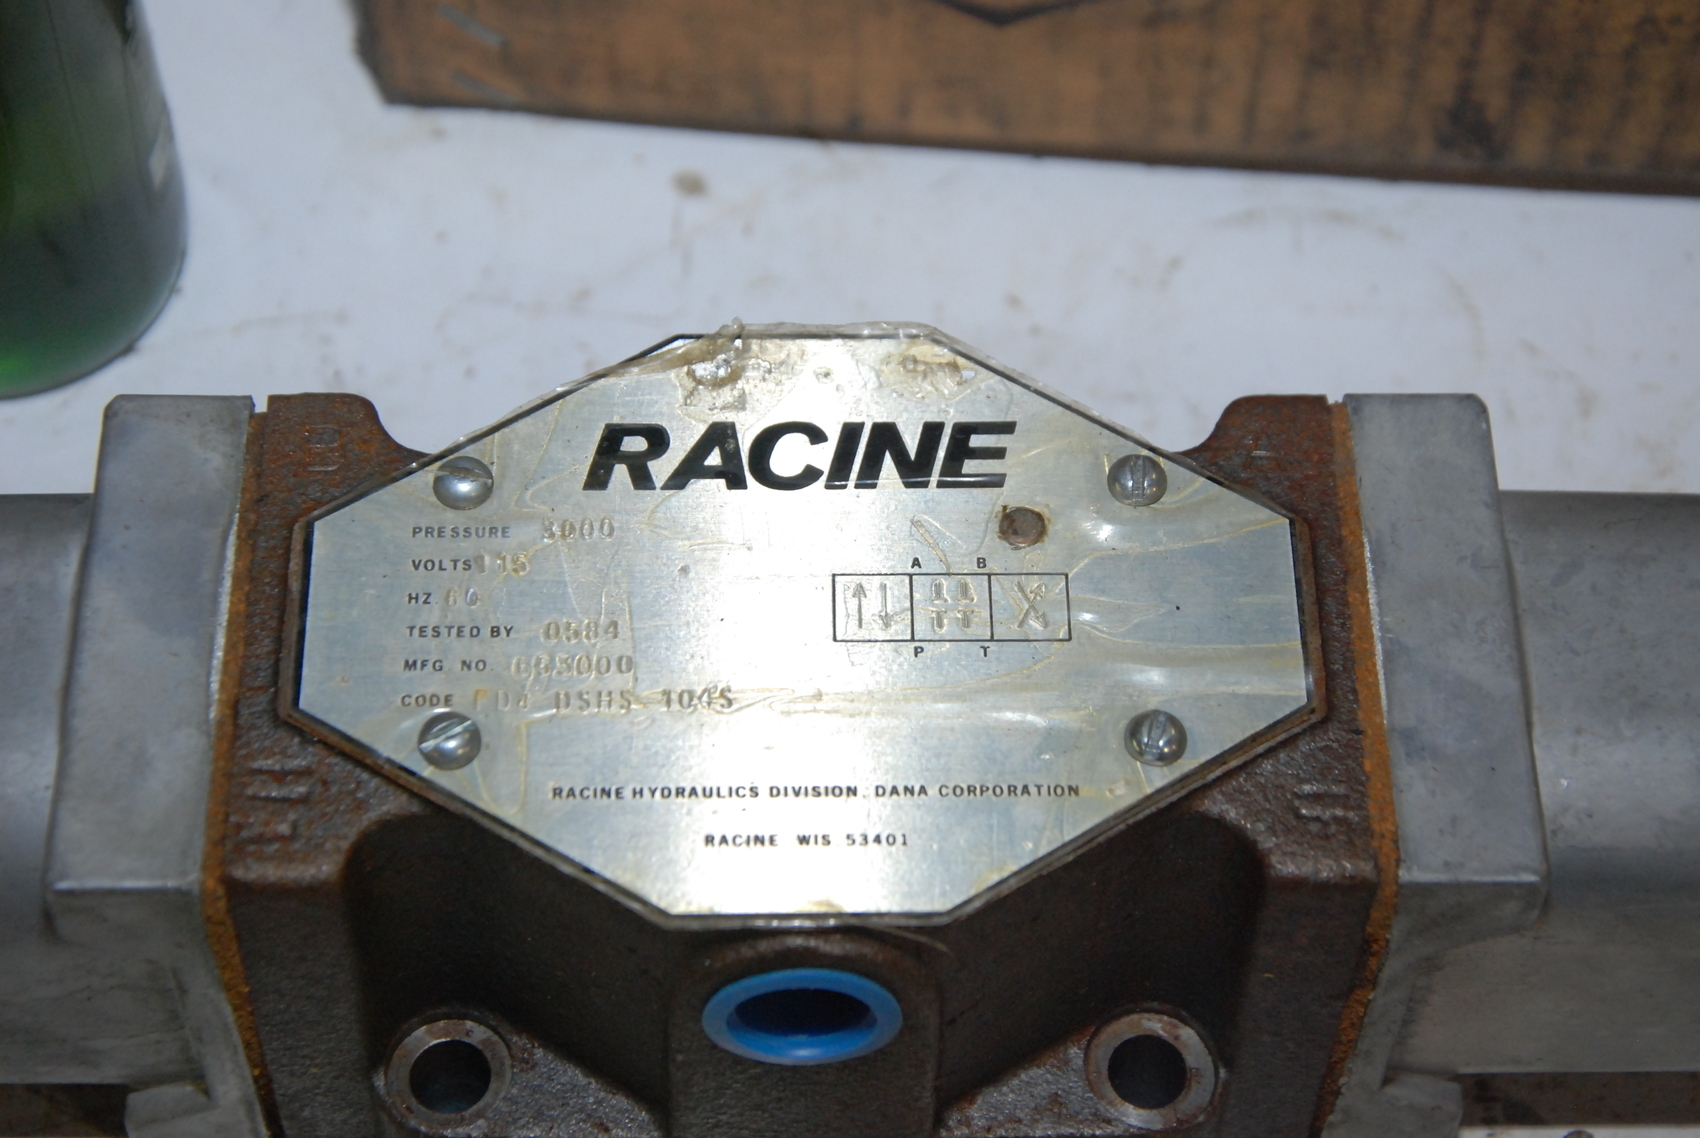 RACINE
PRESSURE 3000
VOLTS 115
HZ. 60
TESTED BY 0584
MFG. NO.
CODE DSHS
A B
P T
RACINE HYDRAULICS DIVISION, DANA CORPORATION
RACINE WIS 53401